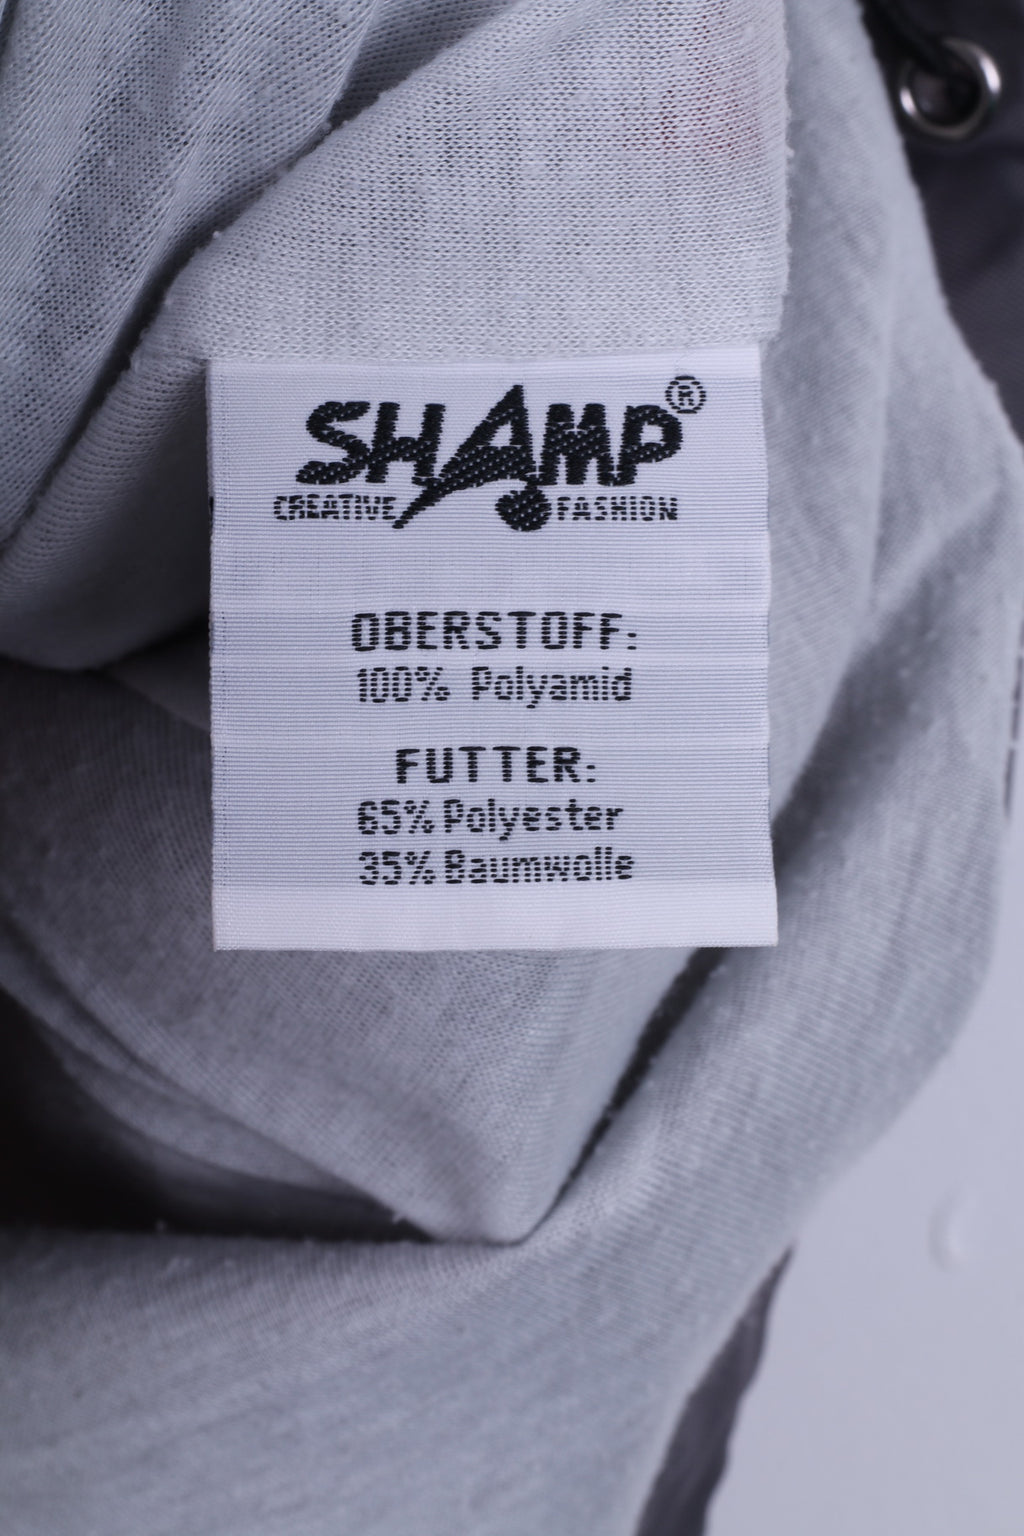 SHAMP®
CREATIVE FASHION
OBERSTOFF:
100% Polyamid
FUTTER:
65% Polyester
35% Baumwolle